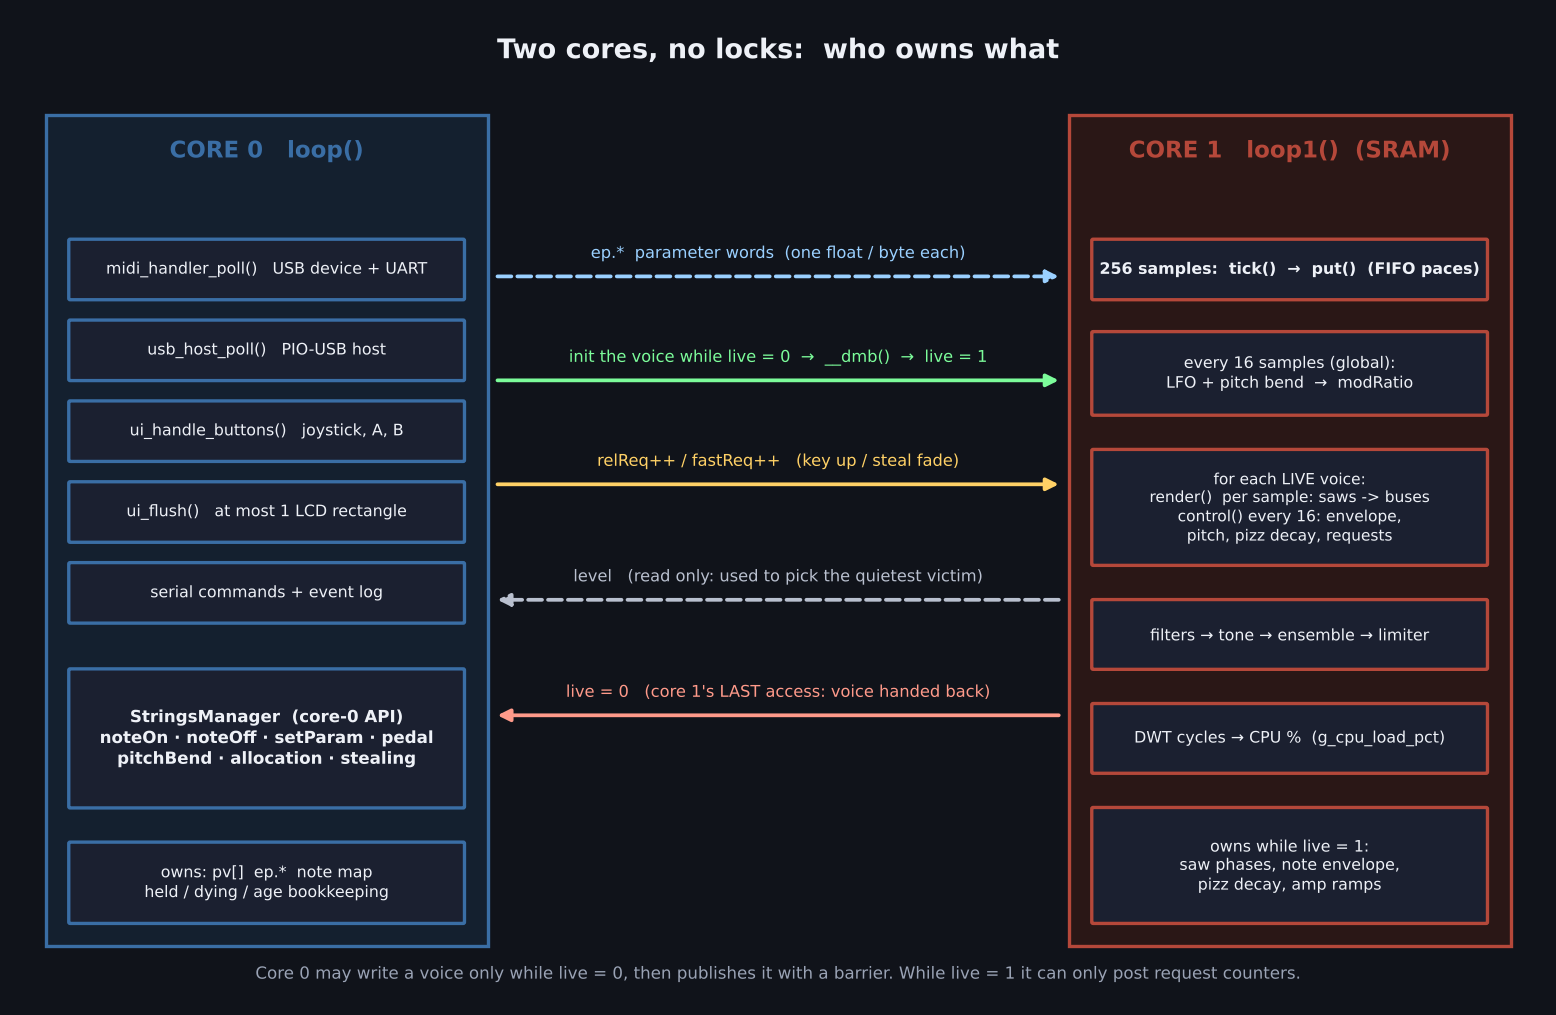 Two cores, no locks:  who owns what
CORE 0   loop()
midi_handler_poll()   USB device + UART
usb_host_poll()   PIO-USB host
ui_handle_buttons()   joystick, A, B
ui_flush()   at most 1 LCD rectangle
serial commands + event log
StringsManager  (core-0 API)
noteOn · noteOff · setParam · pedal
pitchBend · allocation · stealing
owns: pv[]  ep.*  note map
held / dying / age bookkeeping
ep.*  parameter words  (one float / byte each)
init the voice while live = 0  →  __dmb()  →  live = 1
relReq++ / fastReq++   (key up / steal fade)
level   (read only: used to pick the quietest victim)
live = 0   (core 1's LAST access: voice handed back)
CORE 1   loop1()  (SRAM)
256 samples:  tick()  →  put()  (FIFO paces)
every 16 samples (global):
LFO + pitch bend  →  modRatio
for each LIVE voice:
render()  per sample: saws -> buses
control() every 16: envelope,
pitch, pizz decay, requests
filters → tone → ensemble → limiter
DWT cycles → CPU %  (g_cpu_load_pct)
owns while live = 1:
saw phases, note envelope,
pizz decay, amp ramps
Core 0 may write a voice only while live = 0, then publishes it with a barrier. While live = 1 it can only post request counters.